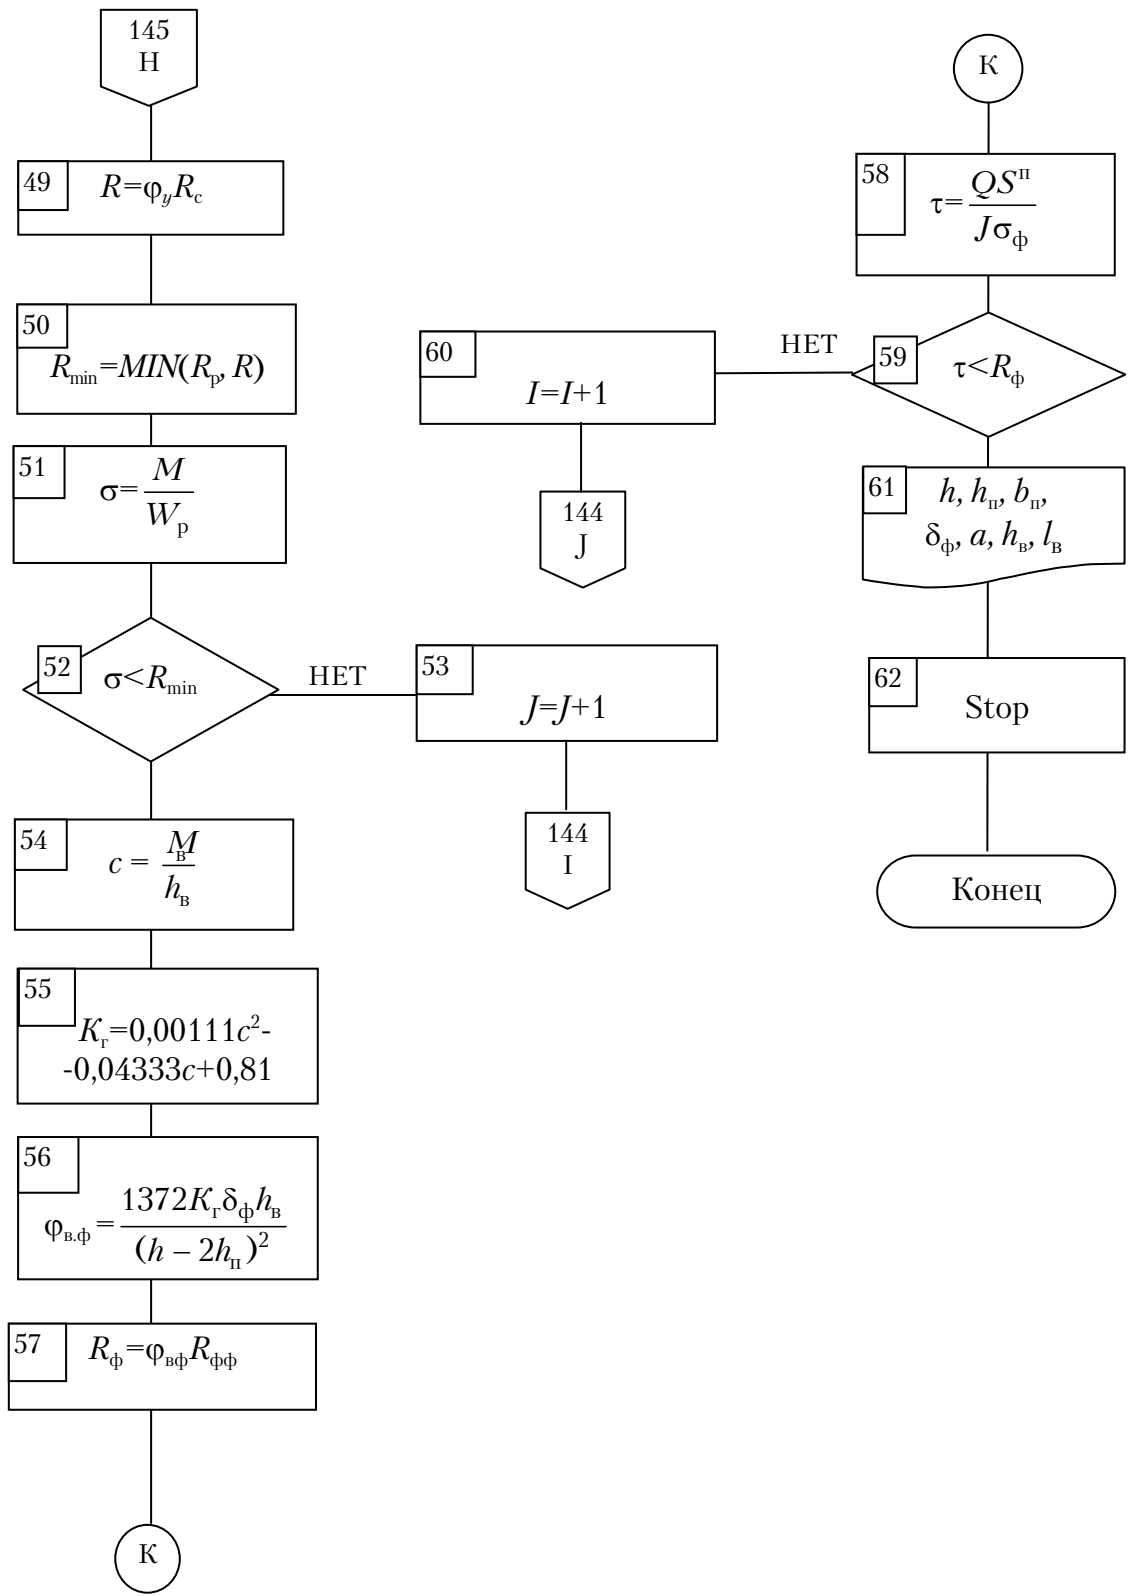 145
Н
49
R=φyRс
50
Rmin=MIN(Rр, R)
51
σ=M
Wр
52
σ<Rmin
НЕТ
53
J=J+1
144
I
54
c = Mв
hв
55
Kг=0,00111c²-
-0,04333c+0,81
56
φв.ф=1372Kгδфhв
(h – 2hп)²
57
Rф=φвфRфф
К
К
58
τ=QSп
Jσф
59
τ<Rф
НЕТ
60
I=I+1
144
J
61
h, hп, bп,
δф, a, hв, lв
62
Stop
Конец